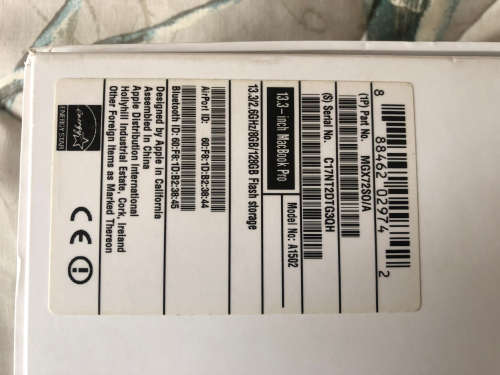 8 88462 02974 2
(1P) Part No. MGX72SO/A
(S) Serial No. C17NT2DTG3QH
13.3-inch MacBook Pro
Model No: A1502
13.3/2.6GHz/8GB/128GB Flash storage
AirPort ID: 60:F8:1D:B2:38:44
Bluetooth ID: 60:F8:1D:B2:38:45
Designed by Apple in California
Assembled in China
Apple Distribution International
Hollyhill Industrial Estate, Cork, Ireland
Other Foreign Items as Marked Thereon
energy
ENERGY STAR
CE